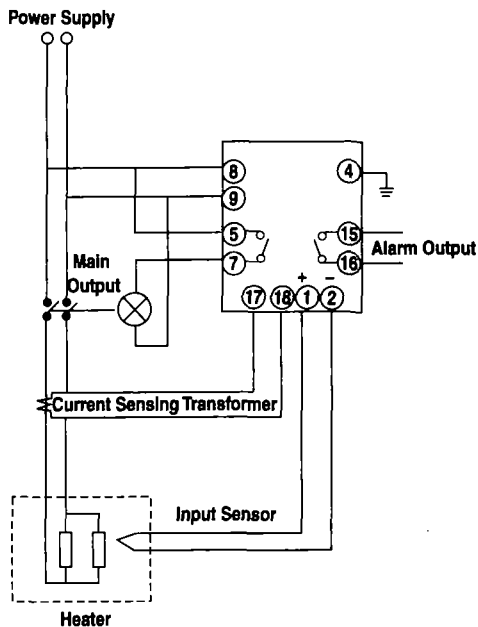 Power Supply
8
4
9
5
15
Alarm Output
7
16
Main
Output
+
−
17
18
1
2
Current Sensing Transformer
Input Sensor
Heater